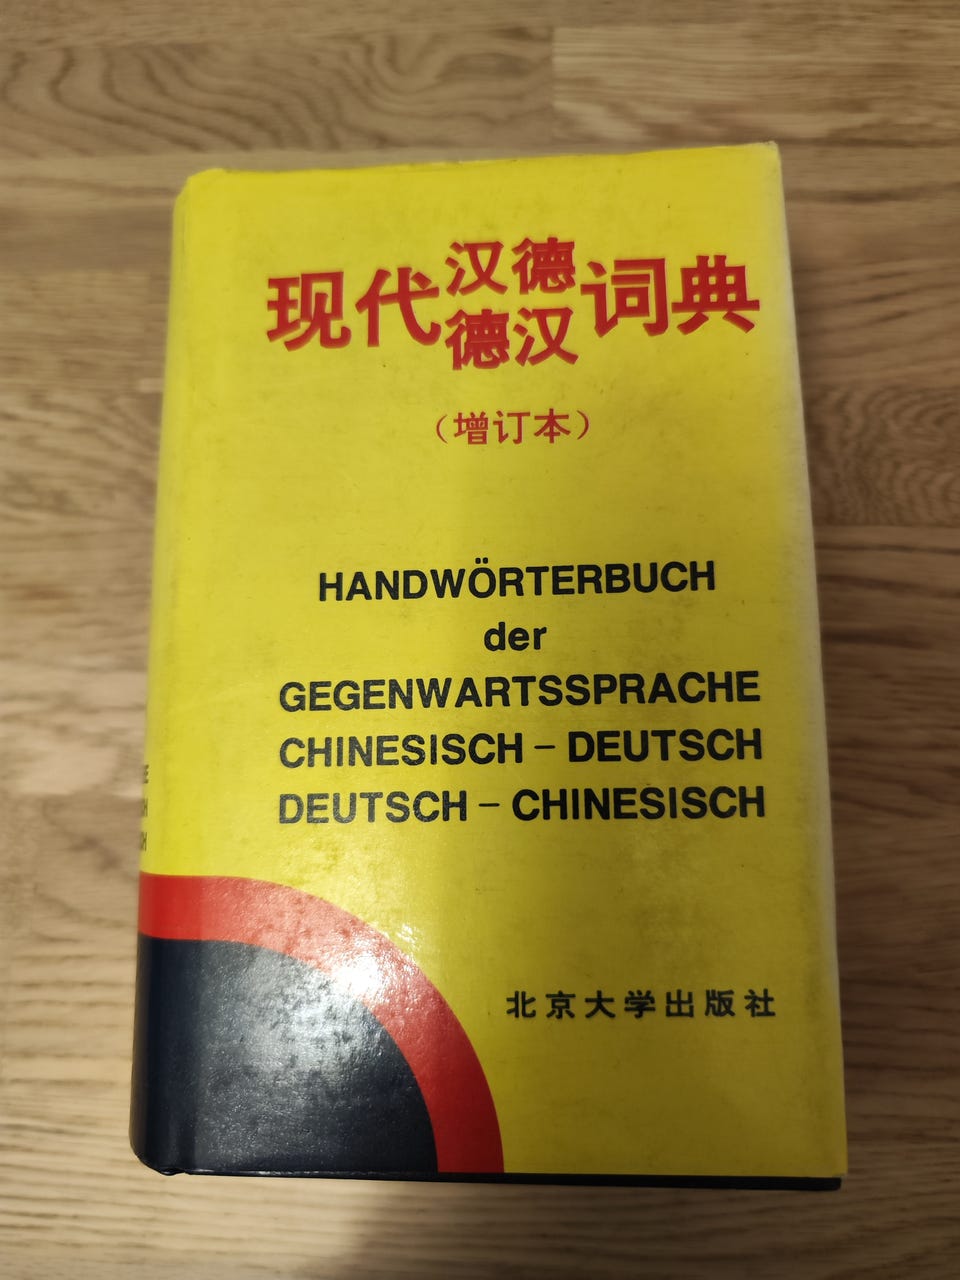 现代汉德德汉词典
（增订本）
HANDWÖRTERBUCH
der
GEGENWARTSSPRACHE
CHINESISCH – DEUTSCH
DEUTSCH – CHINESISCH
北京大学出版社